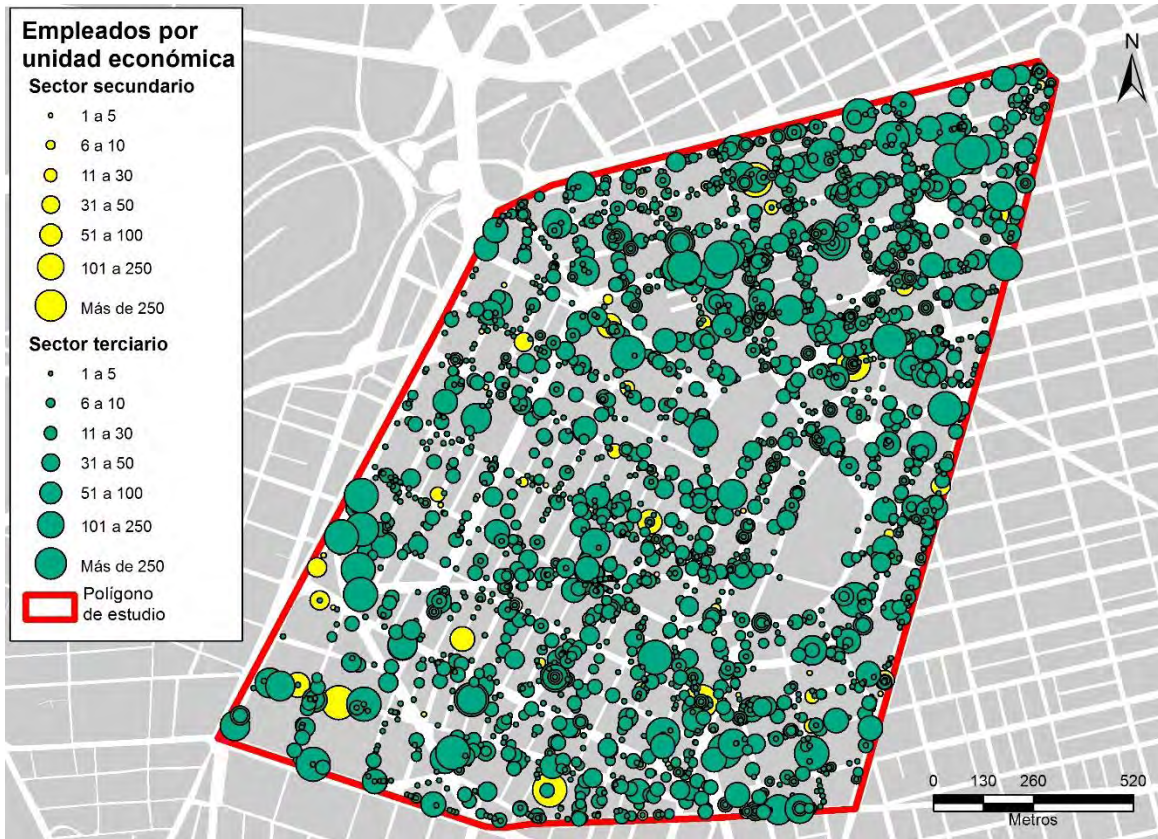 Empleados por
unidad económica
Sector secundario
1 a 5
6 a 10
11 a 30
31 a 50
51 a 100
101 a 250
Más de 250
Sector terciario
1 a 5
6 a 10
11 a 30
31 a 50
51 a 100
101 a 250
Más de 250
Polígono
de estudio
N
0 130 260 520
Metros